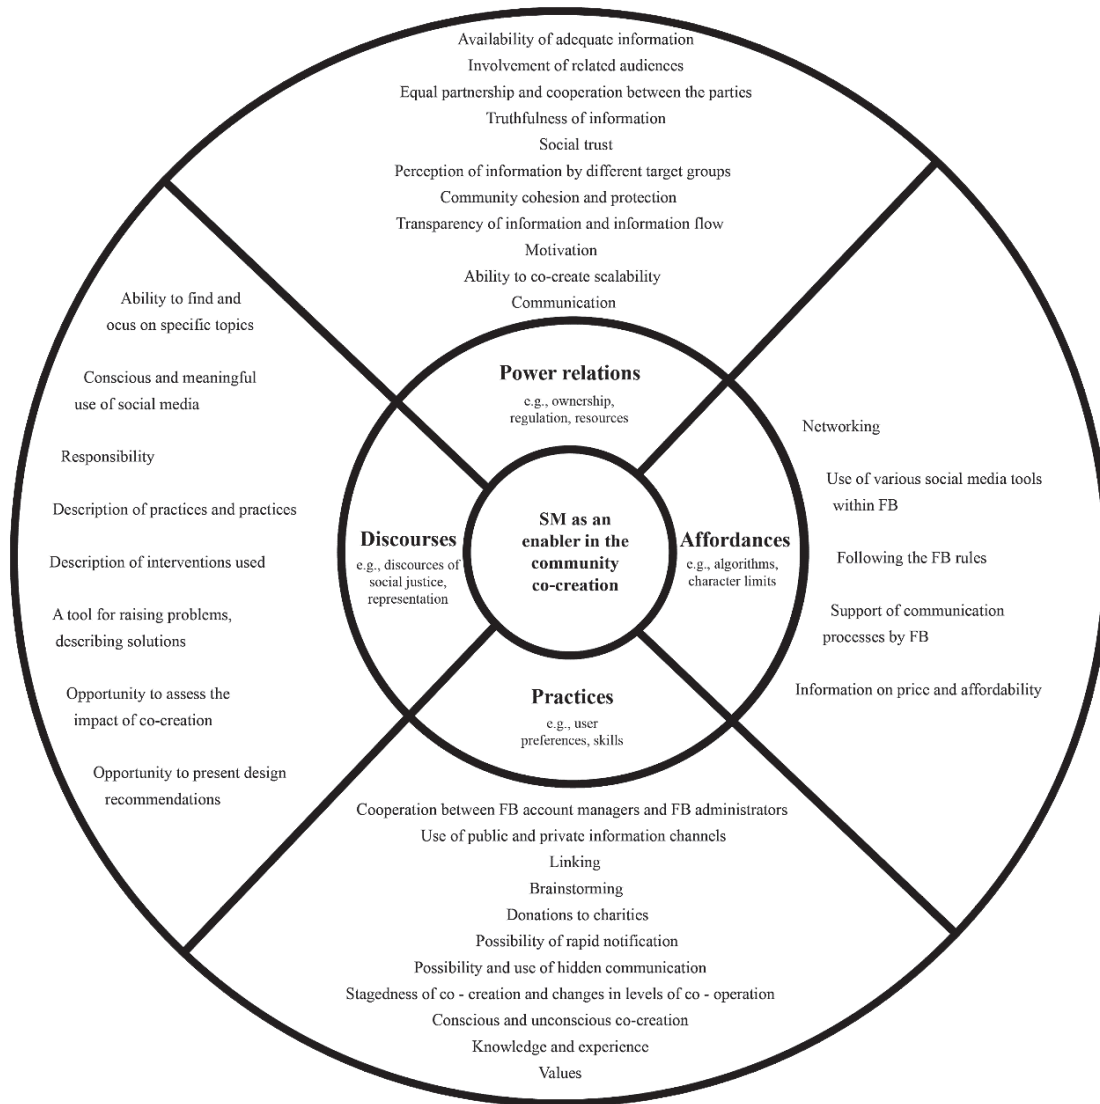 Availability of adequate information
Involvement of related audiences
Equal partnership and cooperation between the parties
Truthfulness of information
Social trust
Perception of information by different target groups
Community cohesion and protection
Transparency of information and information flow
Motivation
Ability to co-create scalability
Communication
Power relations
e.g., ownership,
regulation, resources
Ability to find and
ocus on specific topics
Conscious and meaningful
use of social media
Responsibility
Description of practices and practices
Description of interventions used
A tool for raising problems,
describing solutions
Opportunity to assess the
impact of co-creation
Opportunity to present design
recommendations
Discourses
e.g., discources of
social justice,
representation
SM as an
enabler in the
community
co-creation
Affordances
e.g., algorithms,
character limits
Networking
Use of various social media tools
within FB
Following the FB rules
Support of communication
processes by FB
Information on price and affordability
Practices
e.g., user
preferences, skills
Cooperation between FB account managers and FB administrators
Use of public and private information channels
Linking
Brainstorming
Donations to charities
Possibility of rapid notification
Possibility and use of hidden communication
Stagedness of co - creation and changes in levels of co - operation
Conscious and unconscious co-creation
Knowledge and experience
Values